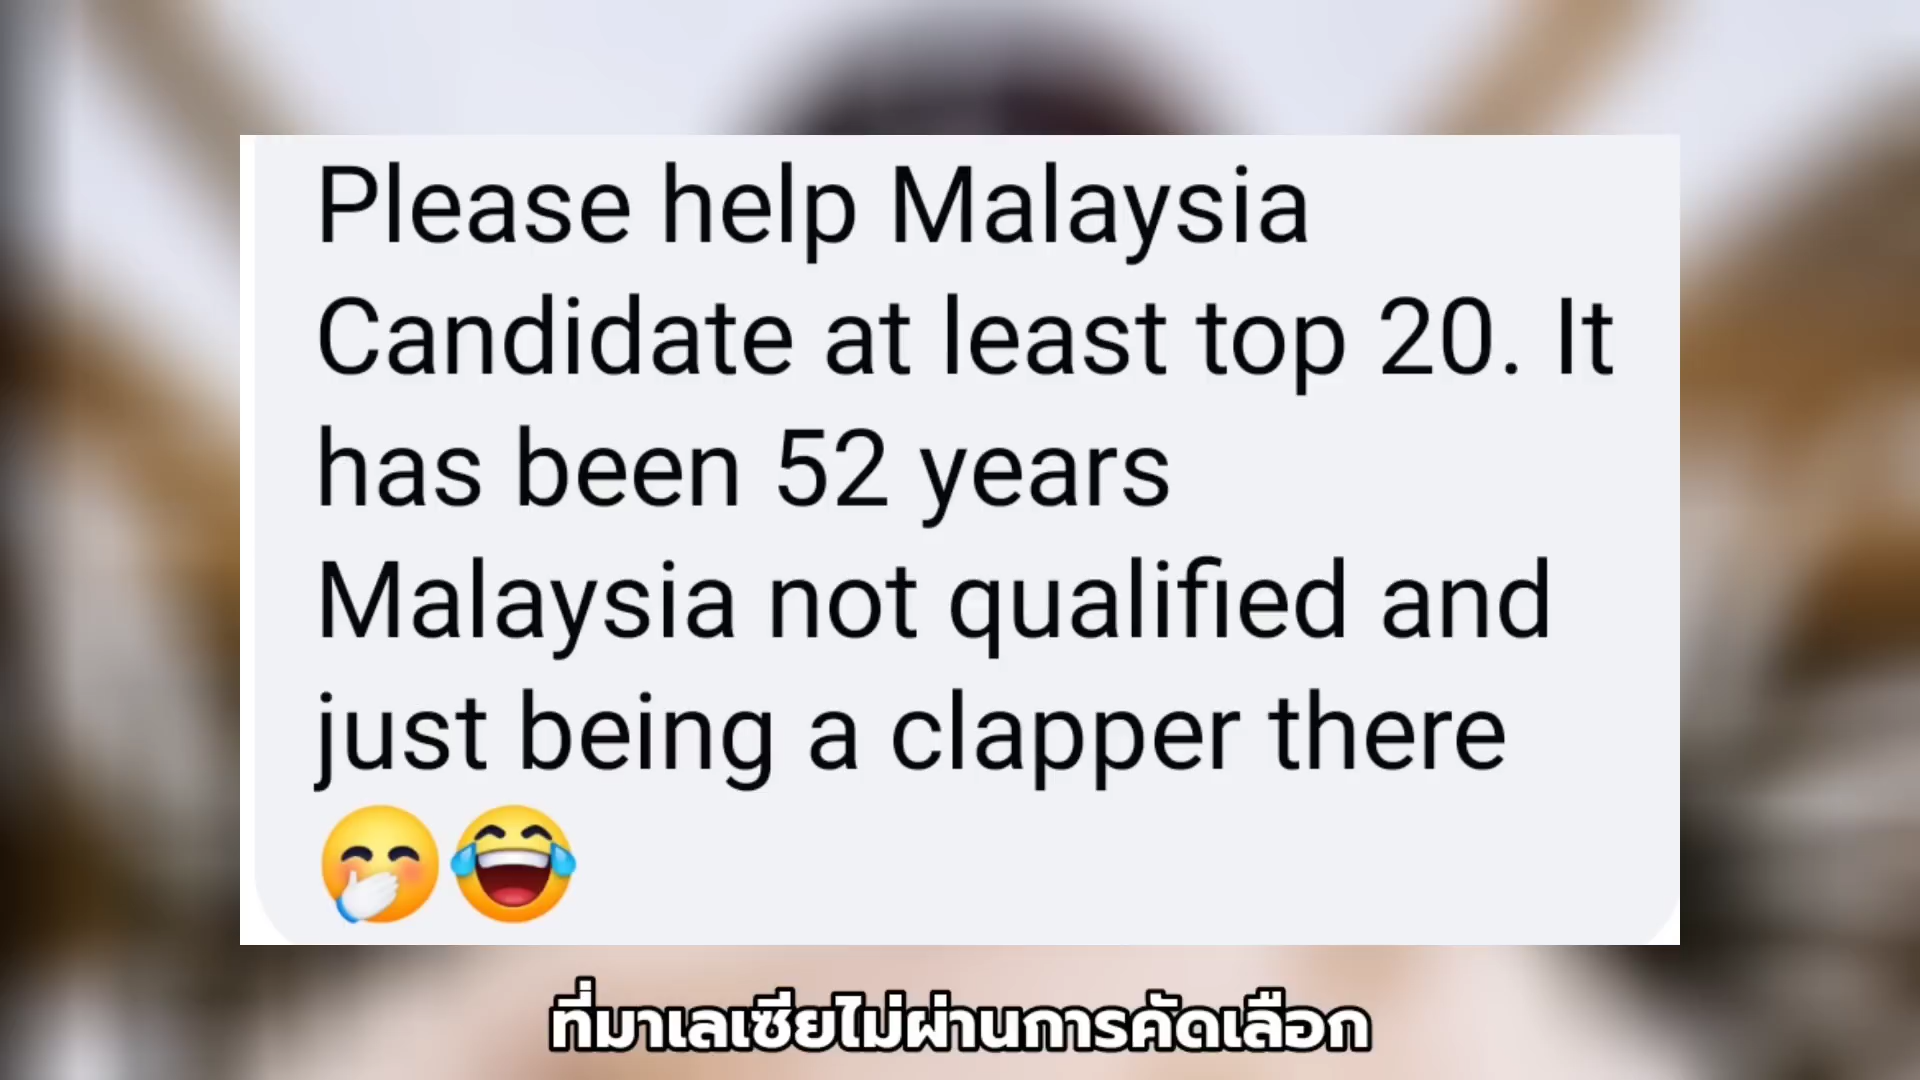 Please help Malaysia
Candidate at least top 20. It
has been 52 years
Malaysia not qualified and
just being a clapper there
🤭😂
ที่มาเลเซียไม่ผ่านการคัดเลือก